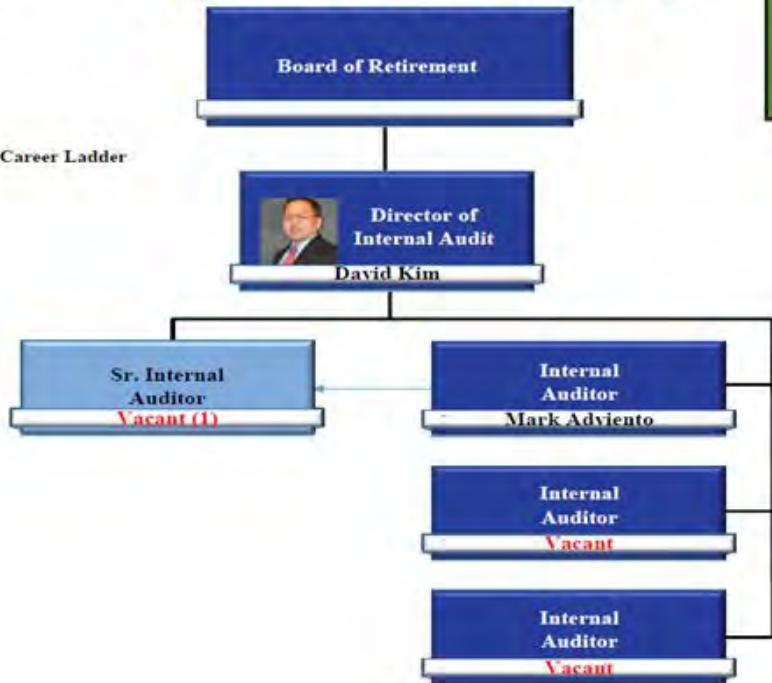 Board of Retirement
Career Ladder
Director of
Internal Audit
David Kim
Sr. Internal
Auditor
Vacant (1)
Internal
Auditor
Mark Adviento
Internal
Auditor
Vacant
Internal
Auditor
Vacant